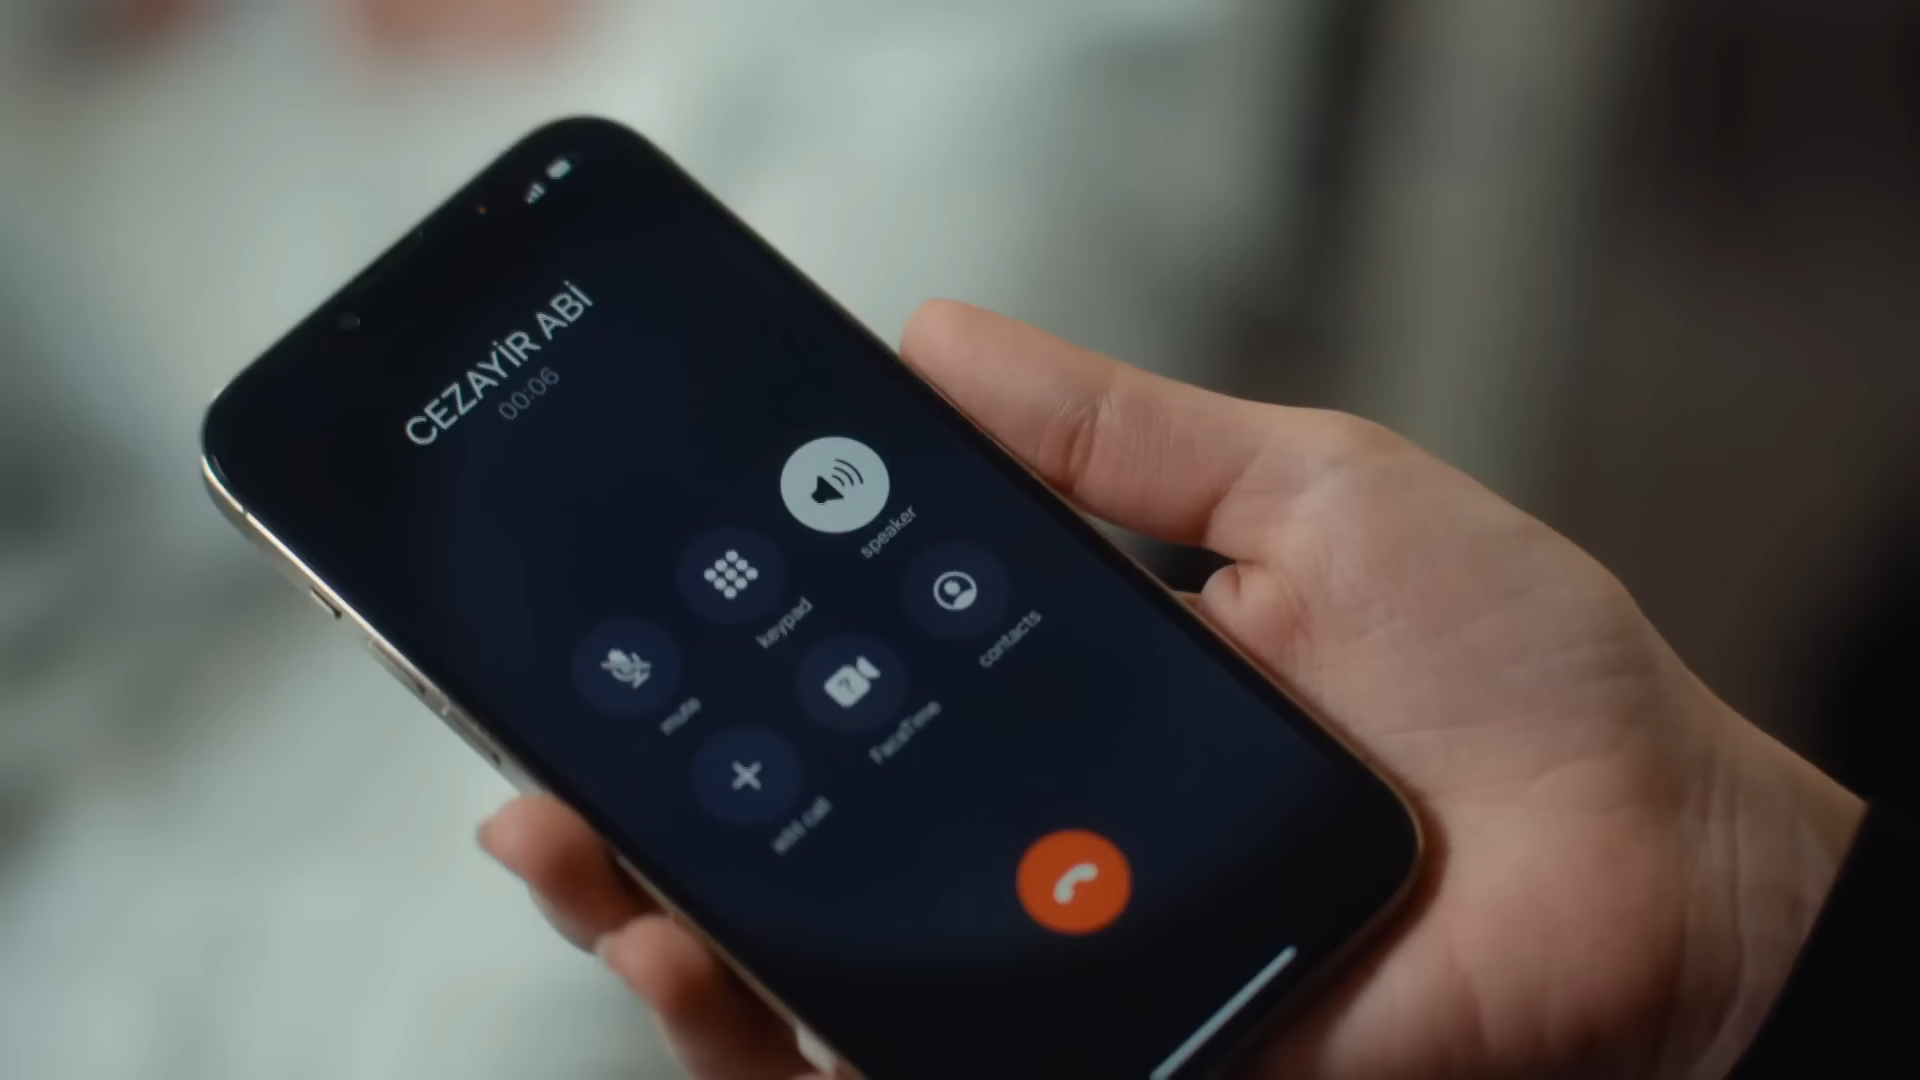 CEZAYİR ABİ
00:06
mute
keypad
speaker
add call
FaceTime
contacts